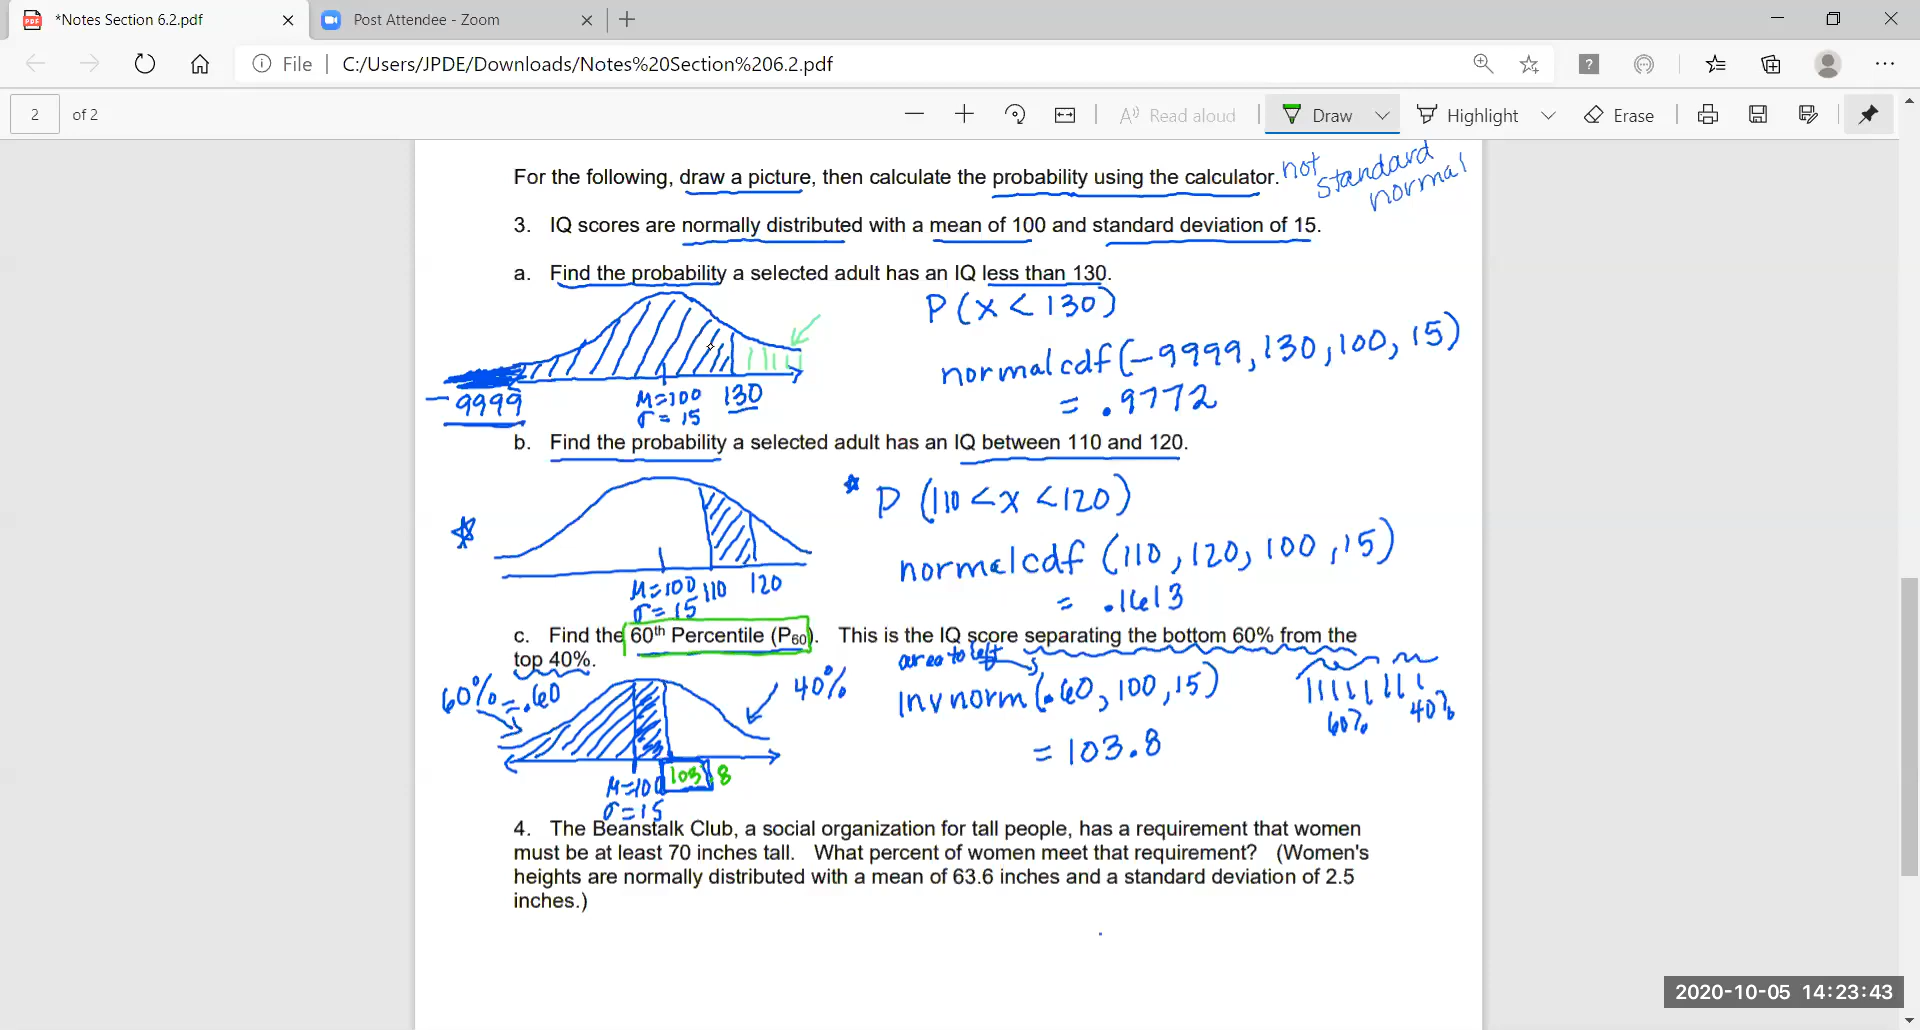 *Notes Section 6.2.pdf
Post Attendee - Zoom
File
C:/Users/JPDE/Downloads/Notes%20Section%206.2.pdf
2 of 2
Read aloud
Draw
Highlight
Erase
For the following, draw a picture, then calculate the probability using the calculator.
not standard normal
3. IQ scores are normally distributed with a mean of 100 and standard deviation of 15.
a. Find the probability a selected adult has an IQ less than 130.
P(x < 130)
normalcdf(-9999, 130, 100, 15)
= .9772
-9999
μ=100 130
σ=15
b. Find the probability a selected adult has an IQ between 110 and 120.
P(110 < x < 120)
normalcdf (110, 120, 100, 15)
= .1613
μ=100 110 120
σ=15
c. Find the 60th Percentile (P60). This is the IQ score separating the bottom 60% from the
top 40%.
area to left
60% = .60
40%
invnorm(.60, 100, 15)
= 103.8
60% 40%
μ=100 103.8
σ=15
4. The Beanstalk Club, a social organization for tall people, has a requirement that women
must be at least 70 inches tall. What percent of women meet that requirement? (Women's
heights are normally distributed with a mean of 63.6 inches and a standard deviation of 2.5
inches.)
2020-10-05 14:23:43